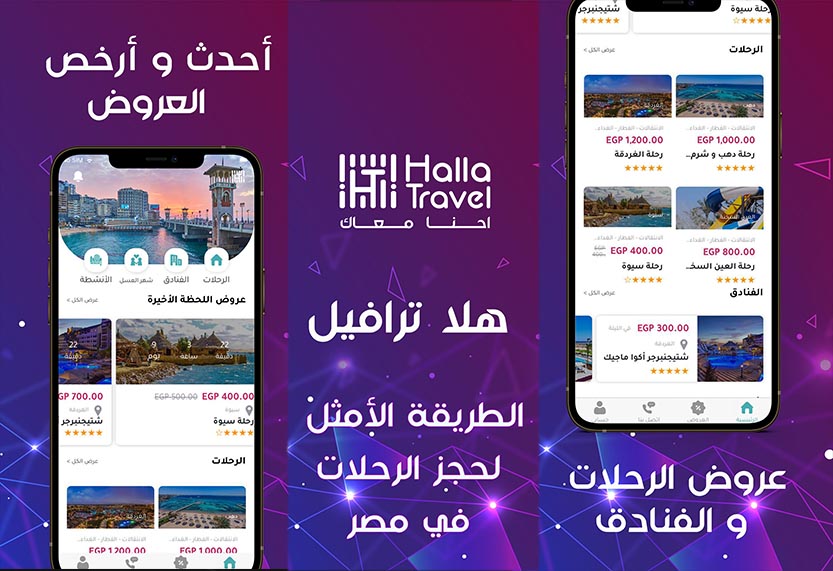 أحدث و أرخص
العروض
الرحلات
الفنادق
شهر العسل
الأنشطة
عروض اللحظة الأخيرة
عرض الكل >
22
دقيقة
3
ساعة
9
يوم
22
دقيقة
EGP 400.00
EGP 500.00
سيوة
رحلة سيوة
EGP 700.00
الغردقة
شتيجنبرجر
الرحلات
عرض الكل >
دهب
الغردقة
الانتقالات - الفطار - الغداء..
الانتقالات - الفطار - الغداء..
EGP 1,000.00
EGP 1,200.00
Halla
Travel
احنا معاك
هلا ترافيل
الطريقة الأمثل
لحجز الرحلات
في مصر
رحلة سيوة
شتيجنبرجر
الرحلات
عرض الكل >
دهب
الغردقة
الانتقالات - الفطار - الغداء..
الانتقالات - الفطار - الغداء..
EGP 1,000.00
EGP 1,200.00
رحلة دهب و شرم...
رحلة الغردقة
العين السخنة
سيوة
الانتقالات - الفطار - الغداء..
الانتقالات - الفطار - الغداء..
EGP 800.00
EGP 400.00
رحلة العين السخـ..
رحلة سيوة
الفنادق
عرض الكل >
EGP 300.00
في الليلة
الغردقة
شتيجنبرجر أكوا ماجيك
الرئيسية
العروض
اتصل بنا
حسابي
عروض الرحلات
و الفنادق